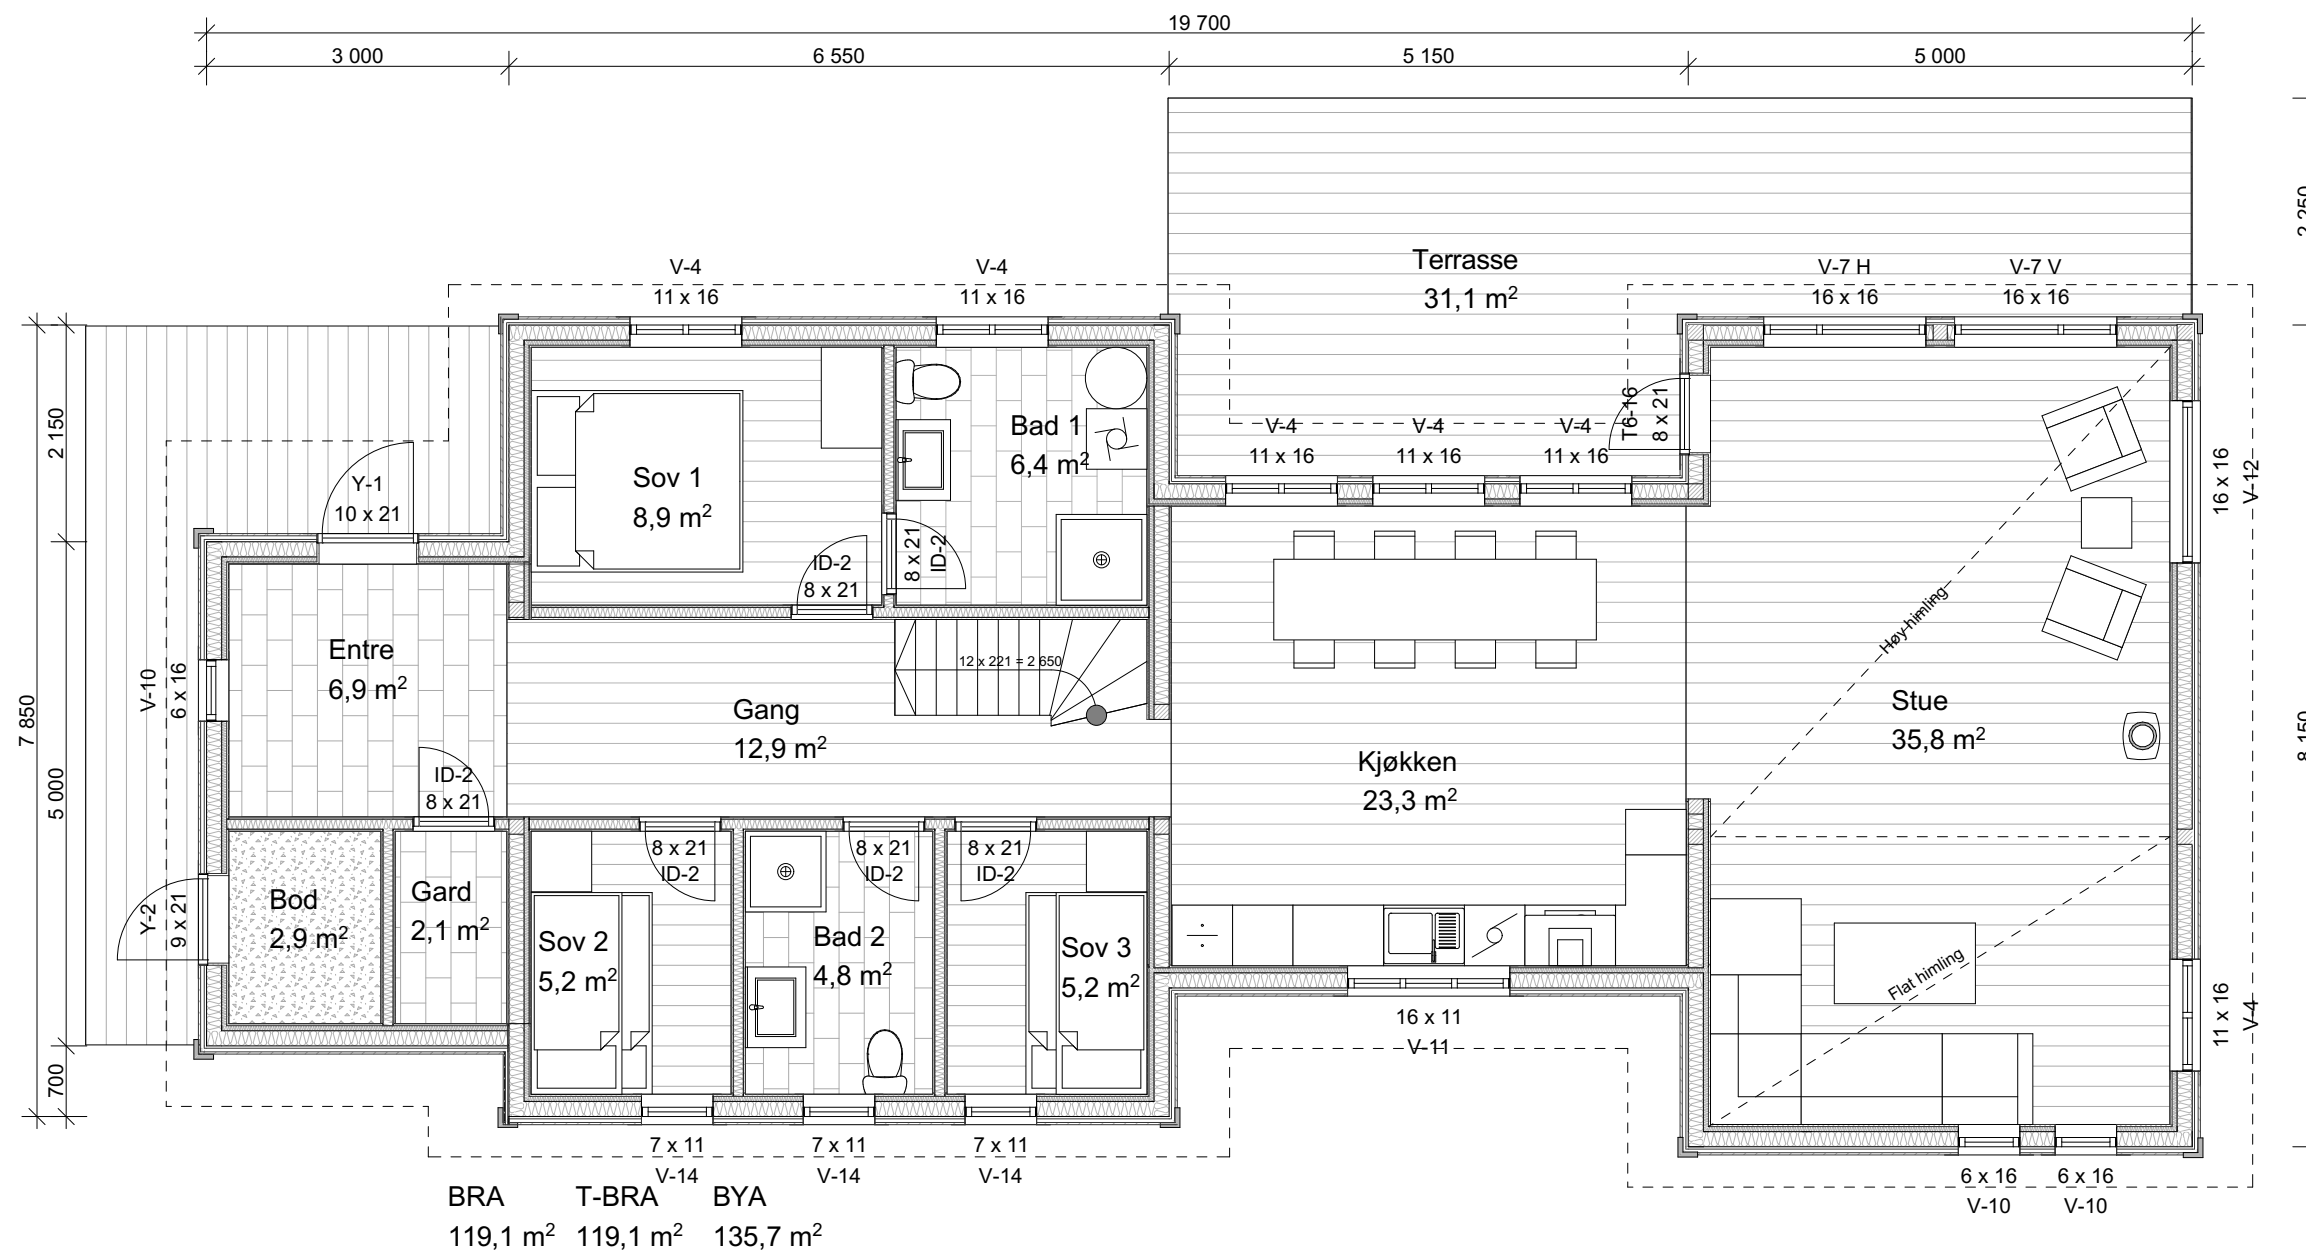 19 700
3 000
6 550
5 150
5 000
V-4
11 x 16
V-4
11 x 16
Terrasse
31,1 m²
V-7 H
16 x 16
V-7 V
16 x 16
2 150
5 000
700
7 850
Y-1
10 x 21
Sov 1
8,9 m²
Bad 1
6,4 m²
ID-2
8 x 21
8 x 21
ID-2
V-4
11 x 16
V-4
11 x 16
V-4
11 x 16
T6-16
8 x 21
16 x 16
V-12
V-10
6 x 16
Entre
6,9 m²
12 x 221 = 2 650
Gang
12,9 m²
Høy himling
Stue
35,8 m²
Kjøkken
23,3 m²
8 150
ID-2
8 x 21
Y-2
9 x 21
Bod
2,9 m²
Gard
2,1 m²
8 x 21
ID-2
8 x 21
ID-2
8 x 21
ID-2
Sov 2
5,2 m²
Bad 2
4,8 m²
Sov 3
5,2 m²
Flat himling
11 x 16
V-4
16 x 11
V-11
7 x 11
V-14
7 x 11
V-14
7 x 11
V-14
6 x 16
V-10
6 x 16
V-10
BRA T-BRA BYA
119,1 m² 119,1 m² 135,7 m²